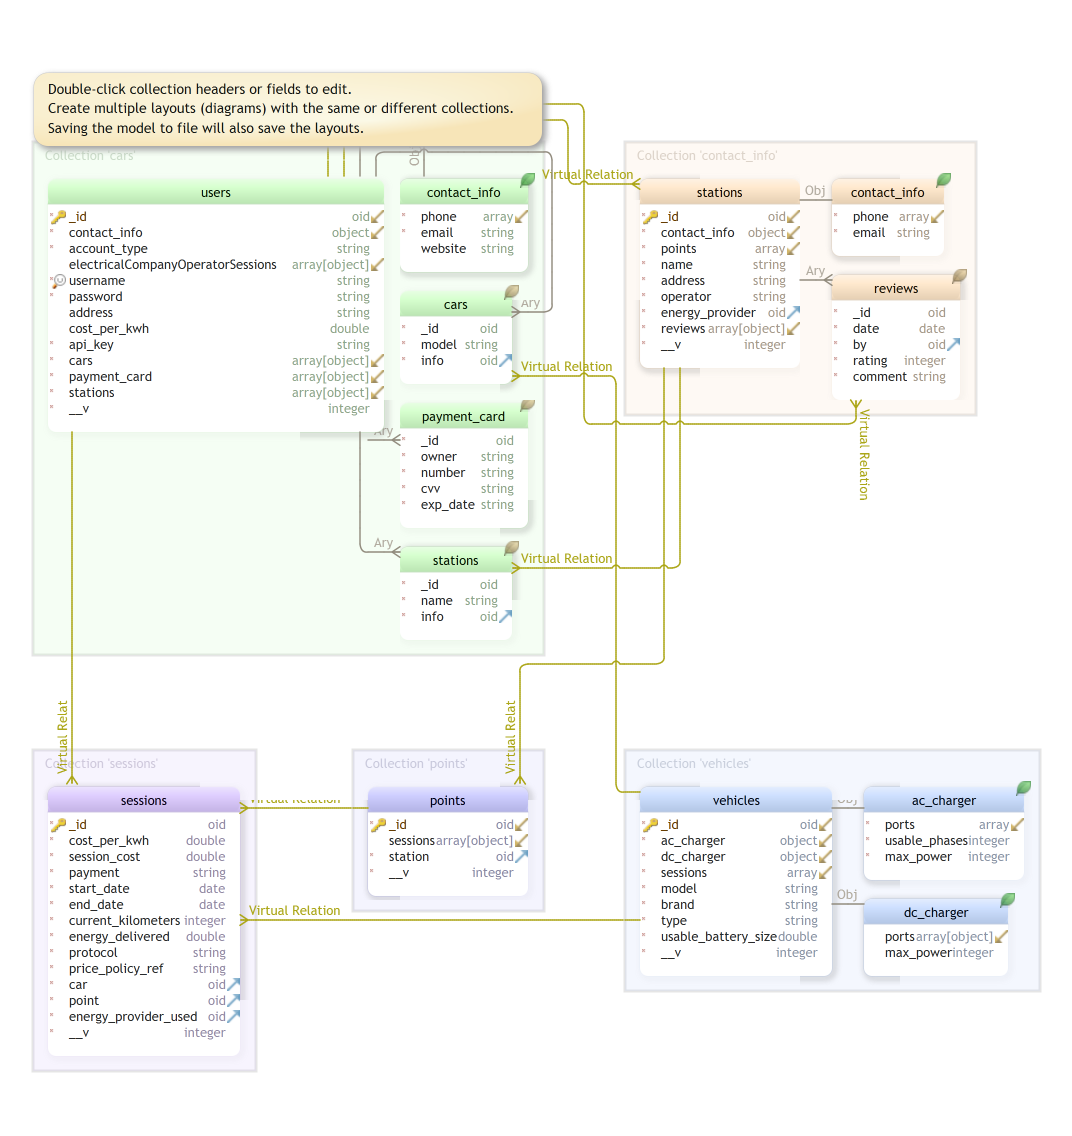 Double-click collection headers or fields to edit.
Create multiple layouts (diagrams) with the same or different collections.
Saving the model to file will also save the layouts.
Collection 'cars'
users
_id oid
contact_info object
account_type string
electricalCompanyOperatorSessions array[object]
username string
password string
address string
cost_per_kwh double
api_key string
cars array[object]
payment_card array[object]
stations array[object]
__v integer
Ob
contact_info
phone array
email string
website string
cars
Ary
_id oid
model string
info oid
Virtual Relation
payment_card
Ary
_id oid
owner string
number string
cvv string
exp_date string
Ary
stations
_id oid
name string
info oid
Virtual Relation
Collection 'contact_info'
Virtual Relation
stations
_id oid
contact_info object
points array
name string
address string
operator string
energy_provider oid
reviews array[object]
__v integer
Obj
contact_info
phone array
email string
Ary
reviews
_id oid
date date
by oid
rating integer
comment string
Virtual Relation
Virtual Relat
Collection 'sessions'
sessions
_id oid
cost_per_kwh double
session_cost double
payment string
start_date date
end_date date
current_kilometers integer
energy_delivered double
protocol string
price_policy_ref string
car oid
point oid
energy_provider_used oid
__v integer
Virtual Relation
Virtual Relation
Virtual Relat
Collection 'points'
points
_id oid
sessions array[object]
station oid
__v integer
Collection 'vehicles'
vehicles
_id oid
ac_charger object
dc_charger object
sessions array
model string
brand string
type string
usable_battery_size double
__v integer
Obj
ac_charger
ports array
usable_phases integer
max_power integer
Obj
dc_charger
ports array[object]
max_power integer